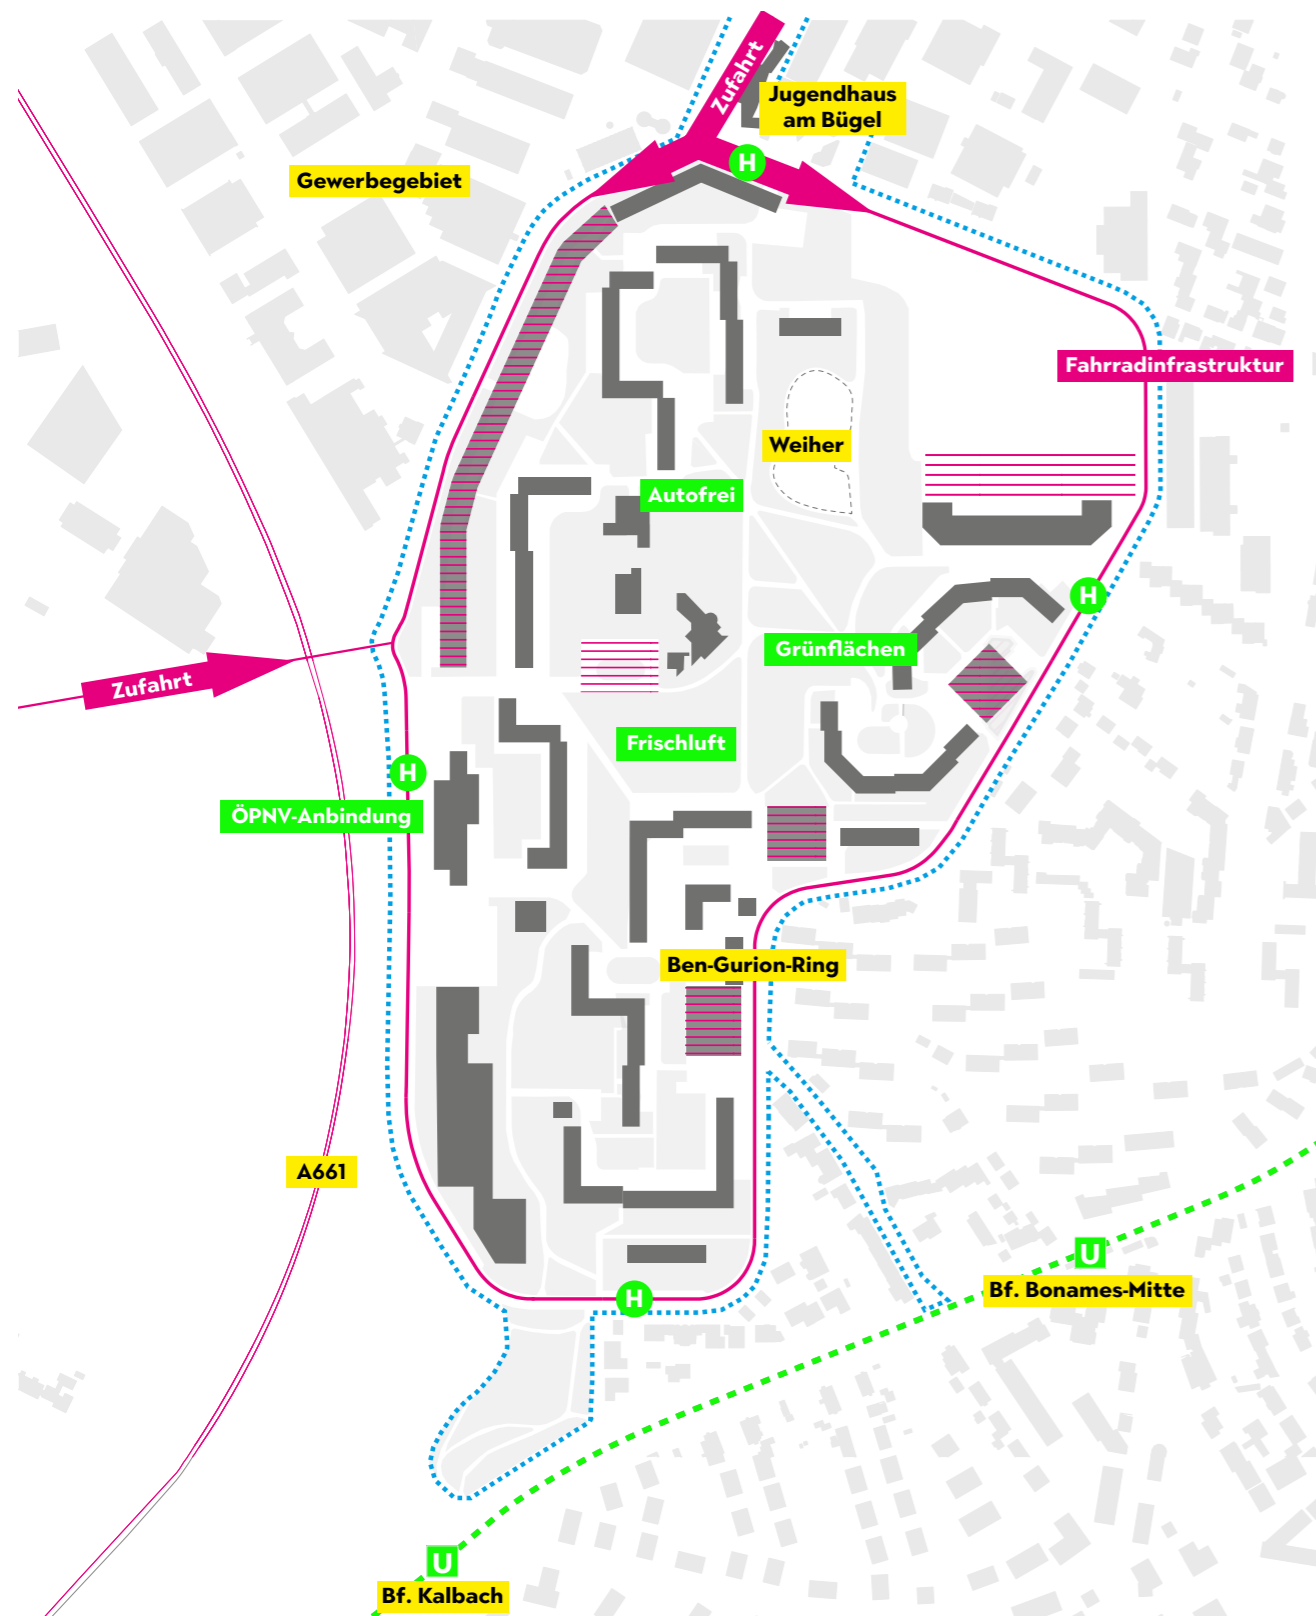 Zufahrt
Jugendhaus
am Bügel
H
Gewerbegebiet
Fahrradinfrastruktur
Weiher
Autofrei
H
Grünflächen
Zufahrt
Frischluft
H
ÖPNV-Anbindung
Ben-Gurion-Ring
A661
U
Bf. Bonames-Mitte
H
U
Bf. Kalbach